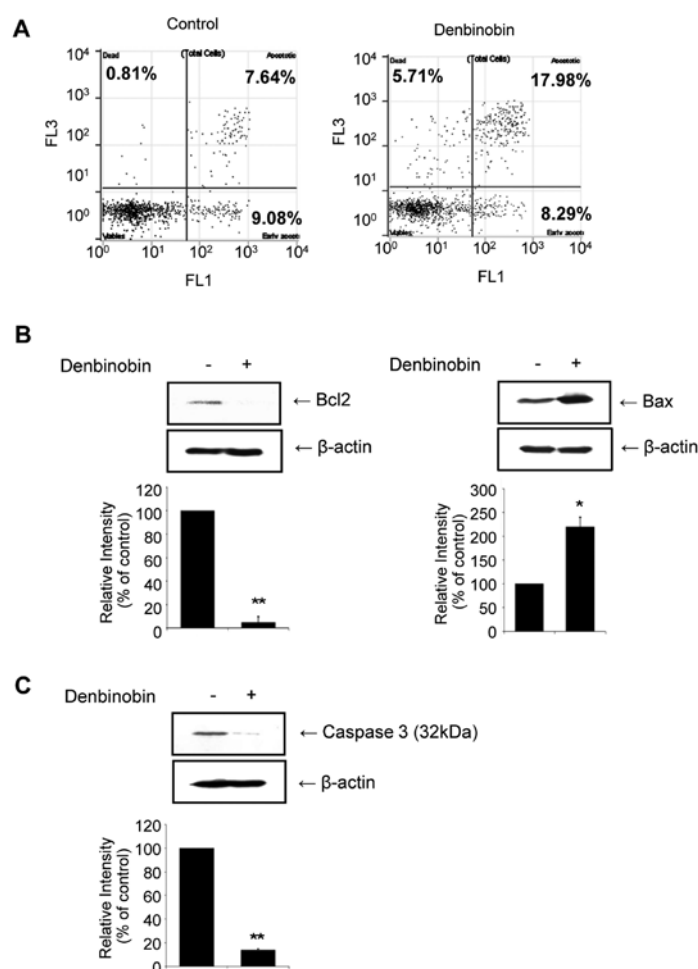 A
Control
Denbinobin
Dead
(Total Cells)
Apoptotic
0.81%
7.64%
9.08%
Viables
Early apopto
10⁴
10³
10²
10¹
10⁰
FL3
10⁰ 10¹ 10² 10³ 10⁴
FL1
Dead
(Total Cells)
Apoptotic
5.71%
17.98%
8.29%
Viables
Early apopto
10⁴
10³
10²
10¹
10⁰
FL3
10⁰ 10¹ 10² 10³ 10⁴
FL1
B
Denbinobin - +
← Bcl2
← β-actin
Relative Intensity
(% of control)
120
100
80
60
40
20
0
**
Denbinobin - +
← Bax
← β-actin
Relative Intensity
(% of control)
300
250
200
150
100
50
0
*
C
Denbinobin - +
← Caspase 3 (32kDa)
← β-actin
Relative Intensity
(% of control)
120
100
80
60
40
20
0
**